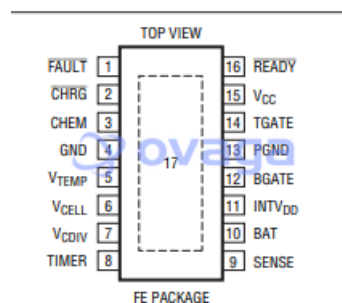 TOP VIEW
FAULT 1 16 READY
CHRG 2 15 VCC
CHEM 3 14 TGATE
GND 4 13 PGND
17
VTEMP 5 12 BGATE
VCELL 6 11 INTVDD
VCDIV 7 10 BAT
TIMER 8 9 SENSE
FE PACKAGE
ovaga